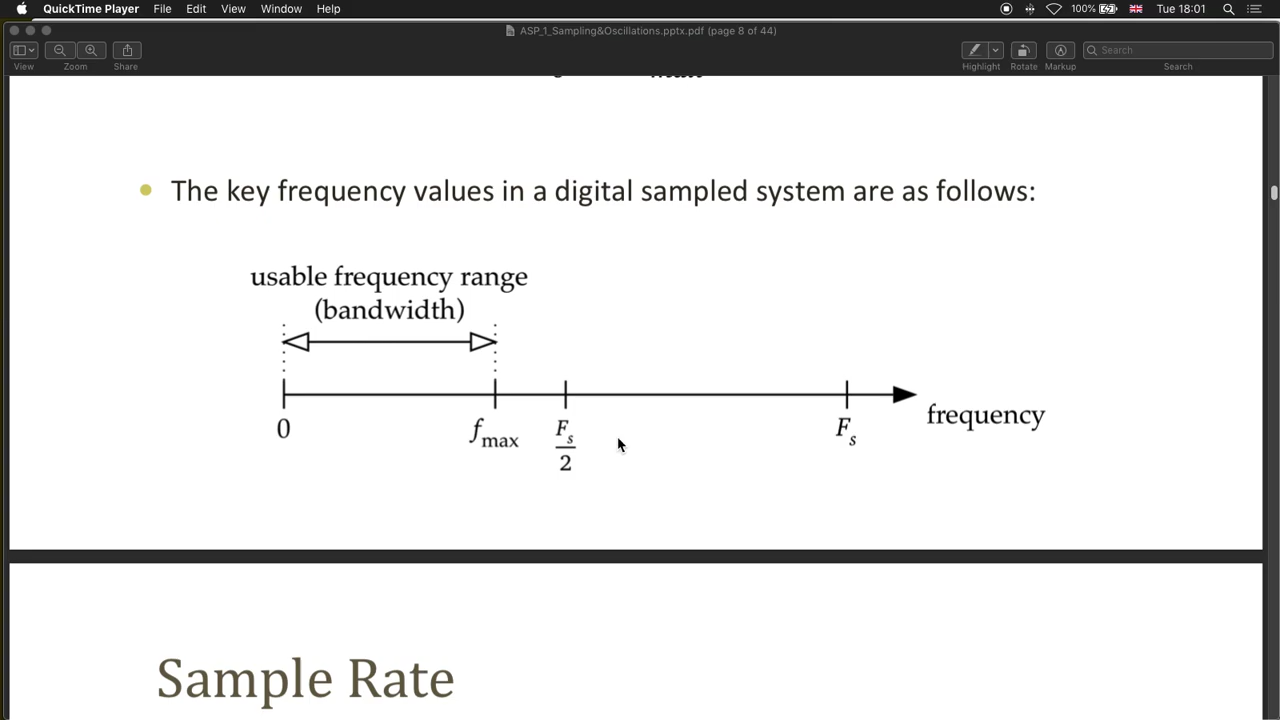 QuickTime Player File Edit View Window Help 100% Tue 18:01
ASP_1_Sampling&Oscillations.pptx.pdf (page 8 of 44)
View Zoom Share Highlight Rotate Markup Search
Search
The key frequency values in a digital sampled system are as follows:
usable frequency range
(bandwidth)
0 fmax Fs/2 Fs frequency
Sample Rate